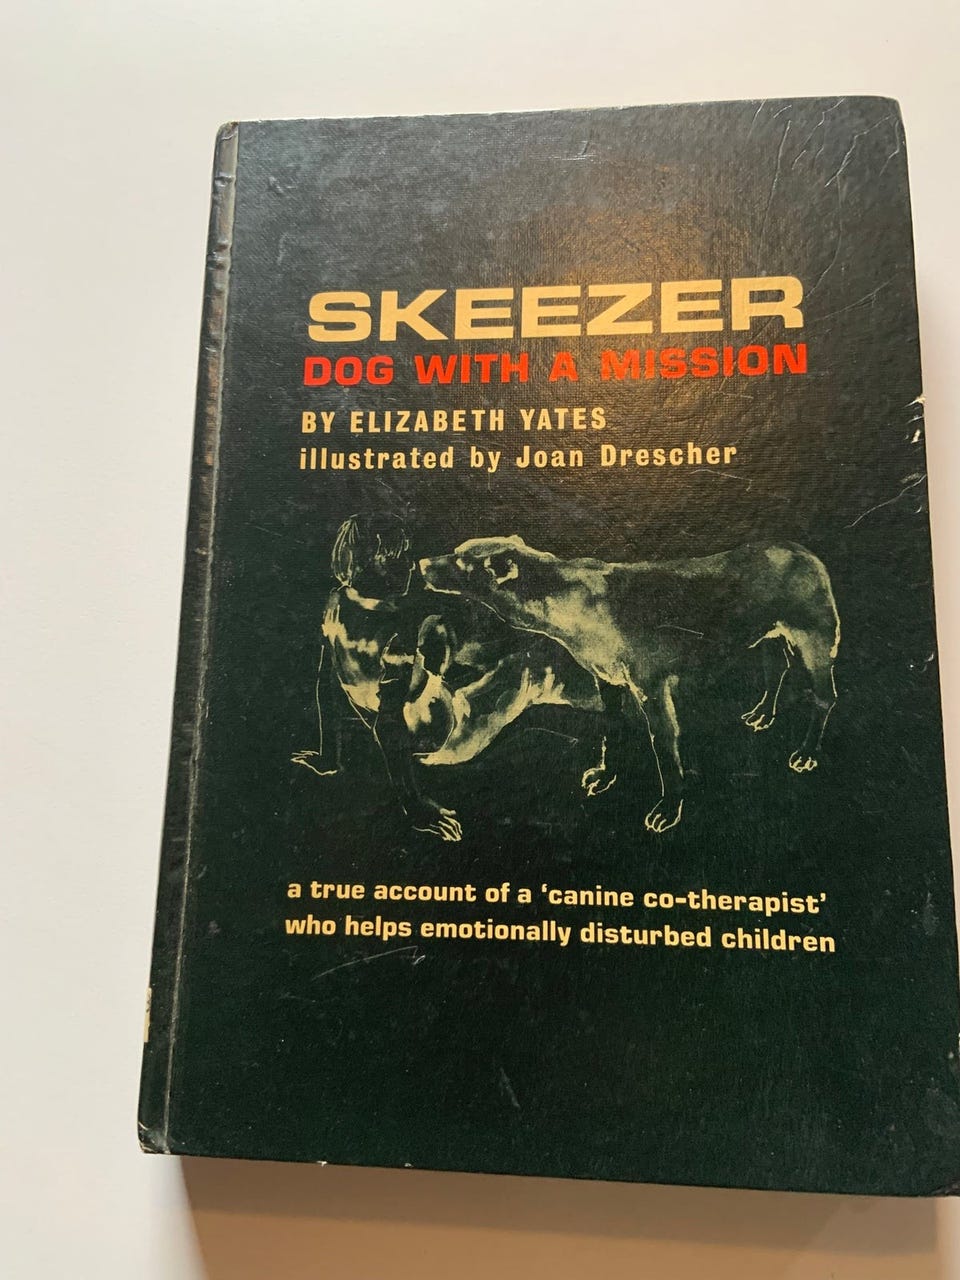 SKEEZER
DOG WITH A MISSION
BY ELIZABETH YATES
illustrated by Joan Drescher
a true account of a ‘canine co-therapist’
who helps emotionally disturbed children